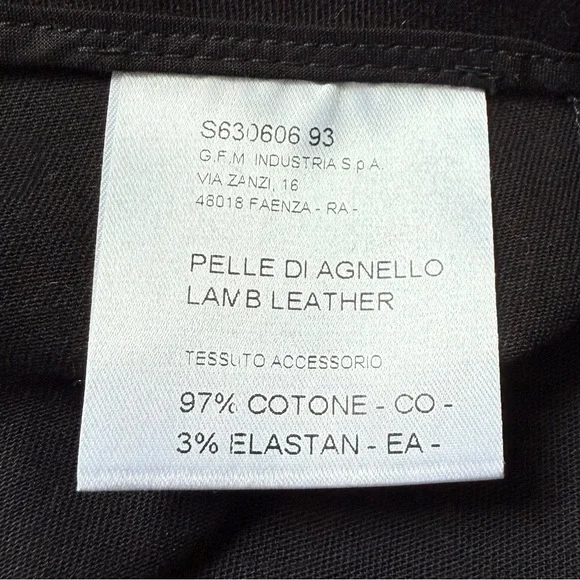 S630606 93
G.F.M. INDUSTRIA S.p.A.
VIA ZANZI, 16
48018 FAENZA - RA -
PELLE DI AGNELLO
LAMB LEATHER
TESSUTO ACCESSORIO
97% COTONE - CO -
3% ELASTAN - EA -